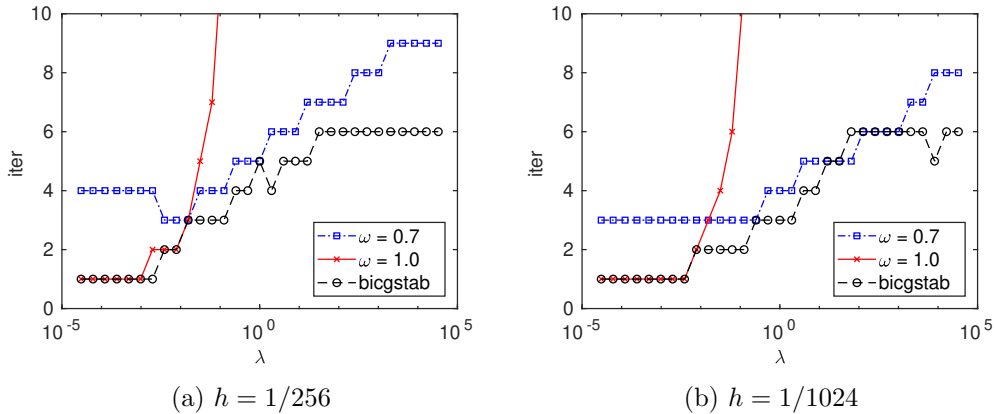 10
8
6
4
2
0
iter
10^-5
10^0
10^5
λ
ω = 0.7
ω = 1.0
bicgstab
(a) h = 1/256
10
8
6
4
2
0
iter
10^-5
10^0
10^5
λ
ω = 0.7
ω = 1.0
bicgstab
(b) h = 1/1024